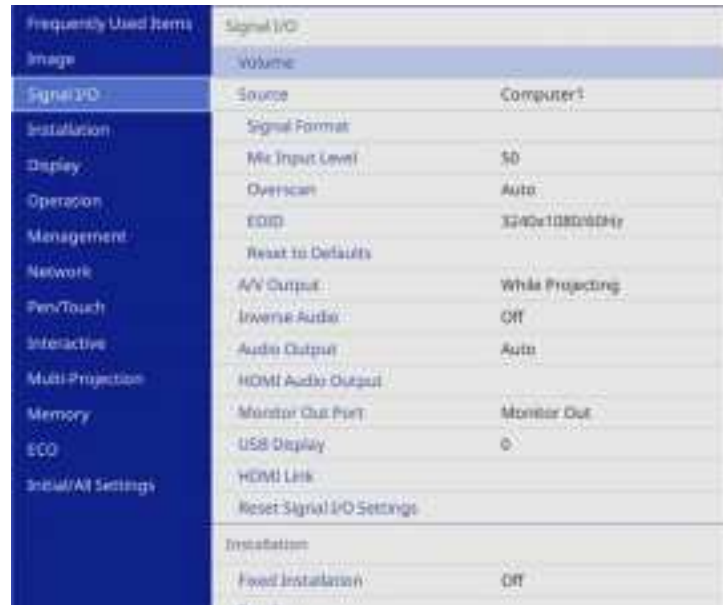 Frequently Used Items
Image
Signal I/O
Installation
Display
Operation
Management
Network
Pen/Touch
Interactive
Multi-Projection
Memory
ECO
Initial/All Settings
Signal I/O
Volume
Source Computer1
Signal Format
Mic Input Level 50
Overscan Auto
EDID 3240x1080/60Hz
Reset to Defaults
A/V Output While Projecting
Inverse Audio Off
Audio Output Auto
HDMI Audio Output
Monitor Out Port Monitor Out
USB Display 0
HDMI Link
Reset Signal I/O Settings
Installation
Fixed Installation Off